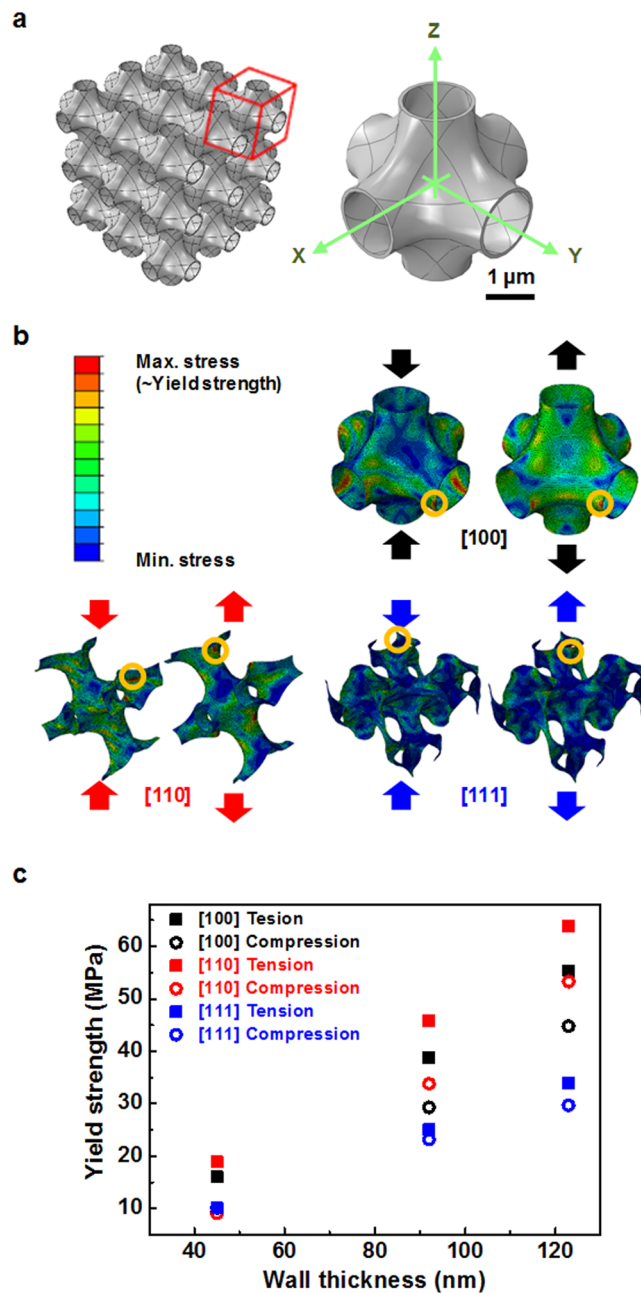 a
Z
X
Y
1 μm
b
Max. stress
(~Yield strength)
Min. stress
[100]
[110]
[111]
c
Yield strength (MPa)
60
50
40
30
20
10
[100] Tesion
[100] Compression
[110] Tension
[110] Compression
[111] Tension
[111] Compression
40
60
80
100
120
Wall thickness (nm)